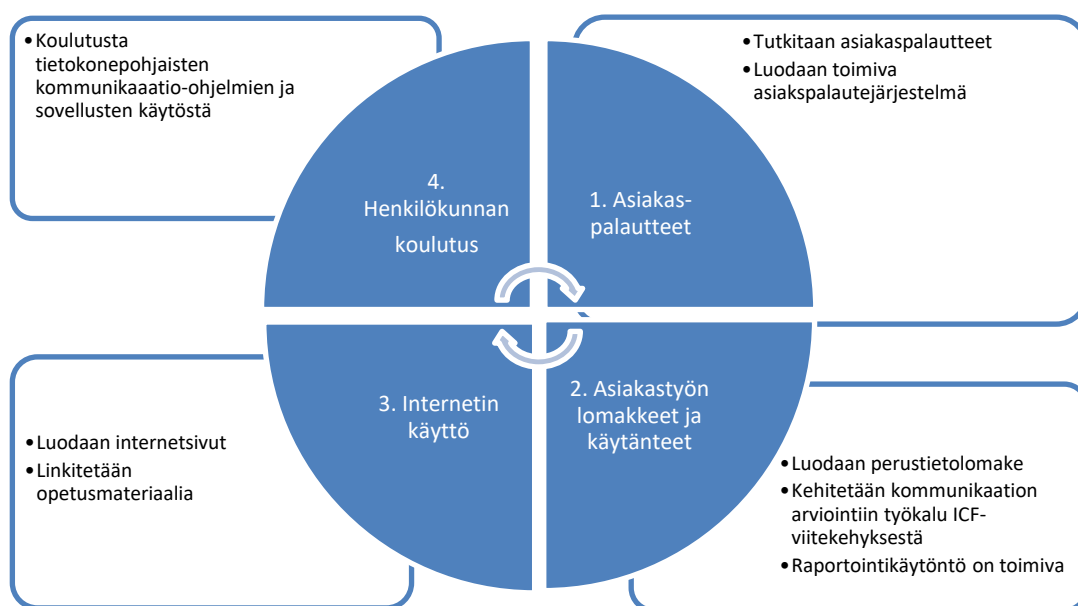 • Koulutusta
tietokonepohjaisten
kommunikaaatio-ohjelmien ja
sovellusten käytöstä
• Tutkitaan asiakaspalautteet
• Luodaan toimiva
asiakspalautejärjestelmä
4.
Henkilökunnan
koulutus
1. Asiakas-
palautteet
3. Internetin
käyttö
2. Asiakastyön
lomakkeet ja
käytänteet
• Luodaan internetsivut
• Linkitetään
opetusmateriaalia
• Luodaan perustietolomake
• Kehitetään kommunikaation
arviointiin työkalu ICF-
viitekehyksestä
• Raportointikäytöntö on toimiva